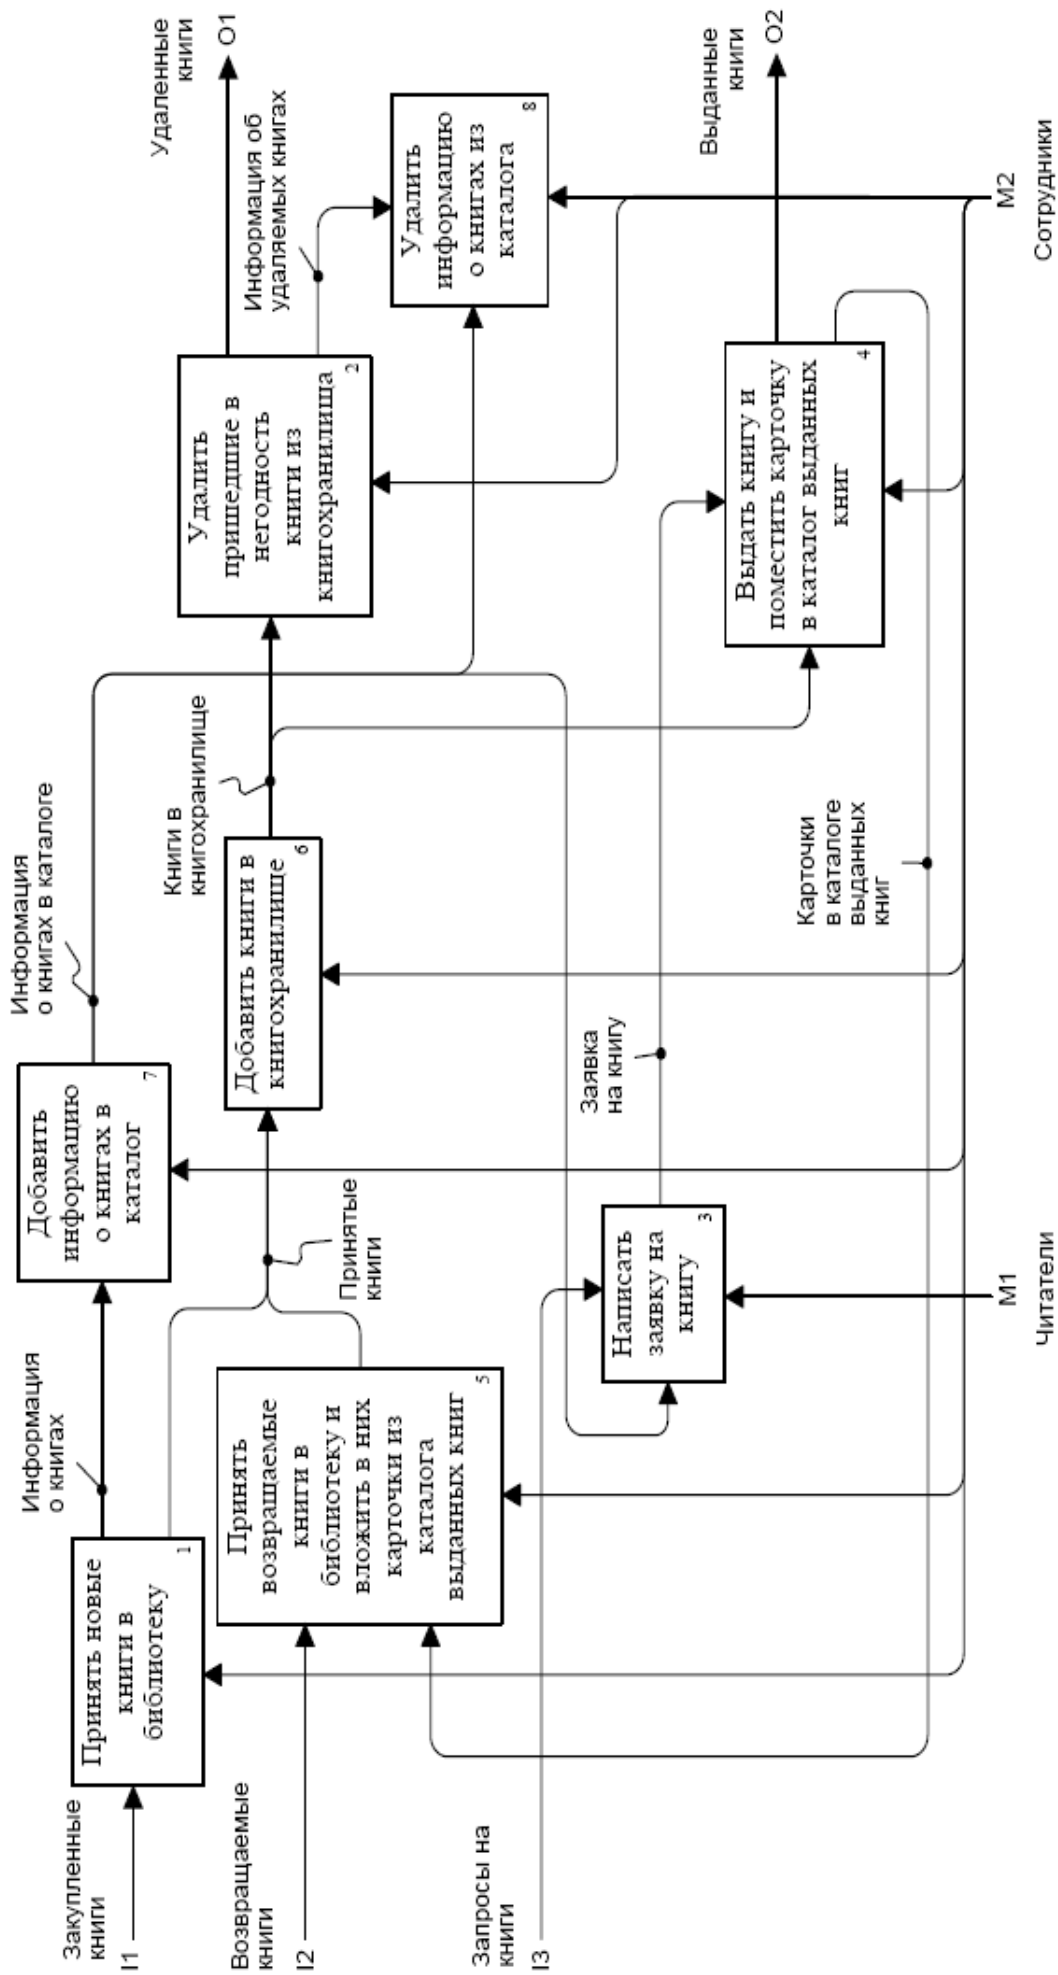 Закупленные
книги
I1
Принять новые
книги в
библиотеку
1
Информация
о книгах
Добавить
информацию
о книгах в
каталог
7
Информация
о книгах в каталоге
Возвращаемые
книги
I2
Принять
возвращаемые
книги в
библиотеку и
вложить в них
карточки из
каталога
выданных книг
5
Принятые
книги
Добавить книги в
книгохранилище
6
Книги в
книгохранилище
Удалить
пришедшие в
негодность
книги из
книгохранилища
2
Удаленные
книги
O1
Информация об
удаляемых книгах
Удалить
информацию
о книгах из
каталога
8
Запросы на
книги
I3
Написать
заявку на
книгу
3
Заявка
на книгу
Выдать книгу и
поместить карточку
в каталог выданных
книг
4
Выданные
книги
O2
Карточки
в каталоге
выданных
книг
M1
Читатели
M2
Сотрудники